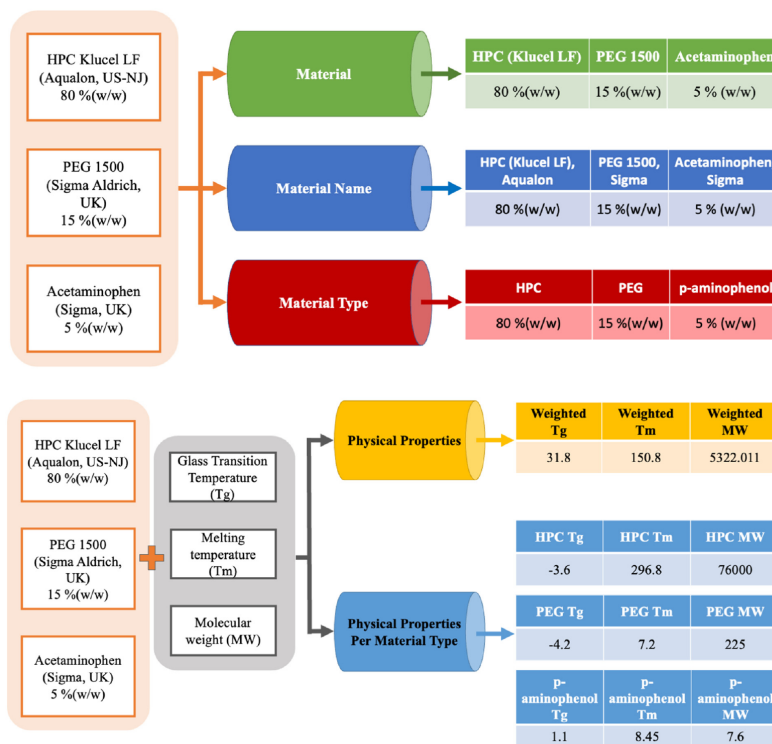 HPC Klucel LF
(Aqualon, US-NJ)
80 %(w/w)
PEG 1500
(Sigma Aldrich,
UK)
15 %(w/w)
Acetaminophen
(Sigma, UK)
5 %(w/w)
Material
HPC (Klucel LF) PEG 1500 Acetaminophen
80 %(w/w) 15 %(w/w) 5 % (w/w)
Material Name
HPC (Klucel LF), PEG 1500, Acetaminophen
Aqualon Sigma Sigma
80 %(w/w) 15 %(w/w) 5 % (w/w)
Material Type
HPC PEG p-aminophenol
80 %(w/w) 15 %(w/w) 5 % (w/w)
HPC Klucel LF
(Aqualon, US-NJ)
80 %(w/w)
PEG 1500
(Sigma Aldrich,
UK)
15 %(w/w)
Acetaminophen
(Sigma, UK)
5 %(w/w)
Glass Transition
Temperature
(Tg)
Melting
temperature
(Tm)
Molecular
weight (MW)
Physical Properties
Weighted Weighted Weighted
Tg Tm MW
31.8 150.8 5322.011
Physical Properties
Per Material Type
HPC Tg HPC Tm HPC MW
-3.6 296.8 76000
PEG Tg PEG Tm PEG MW
-4.2 7.2 225
p- p- p-
aminophenol aminophenol aminophenol
Tg Tm MW
1.1 8.45 7.6